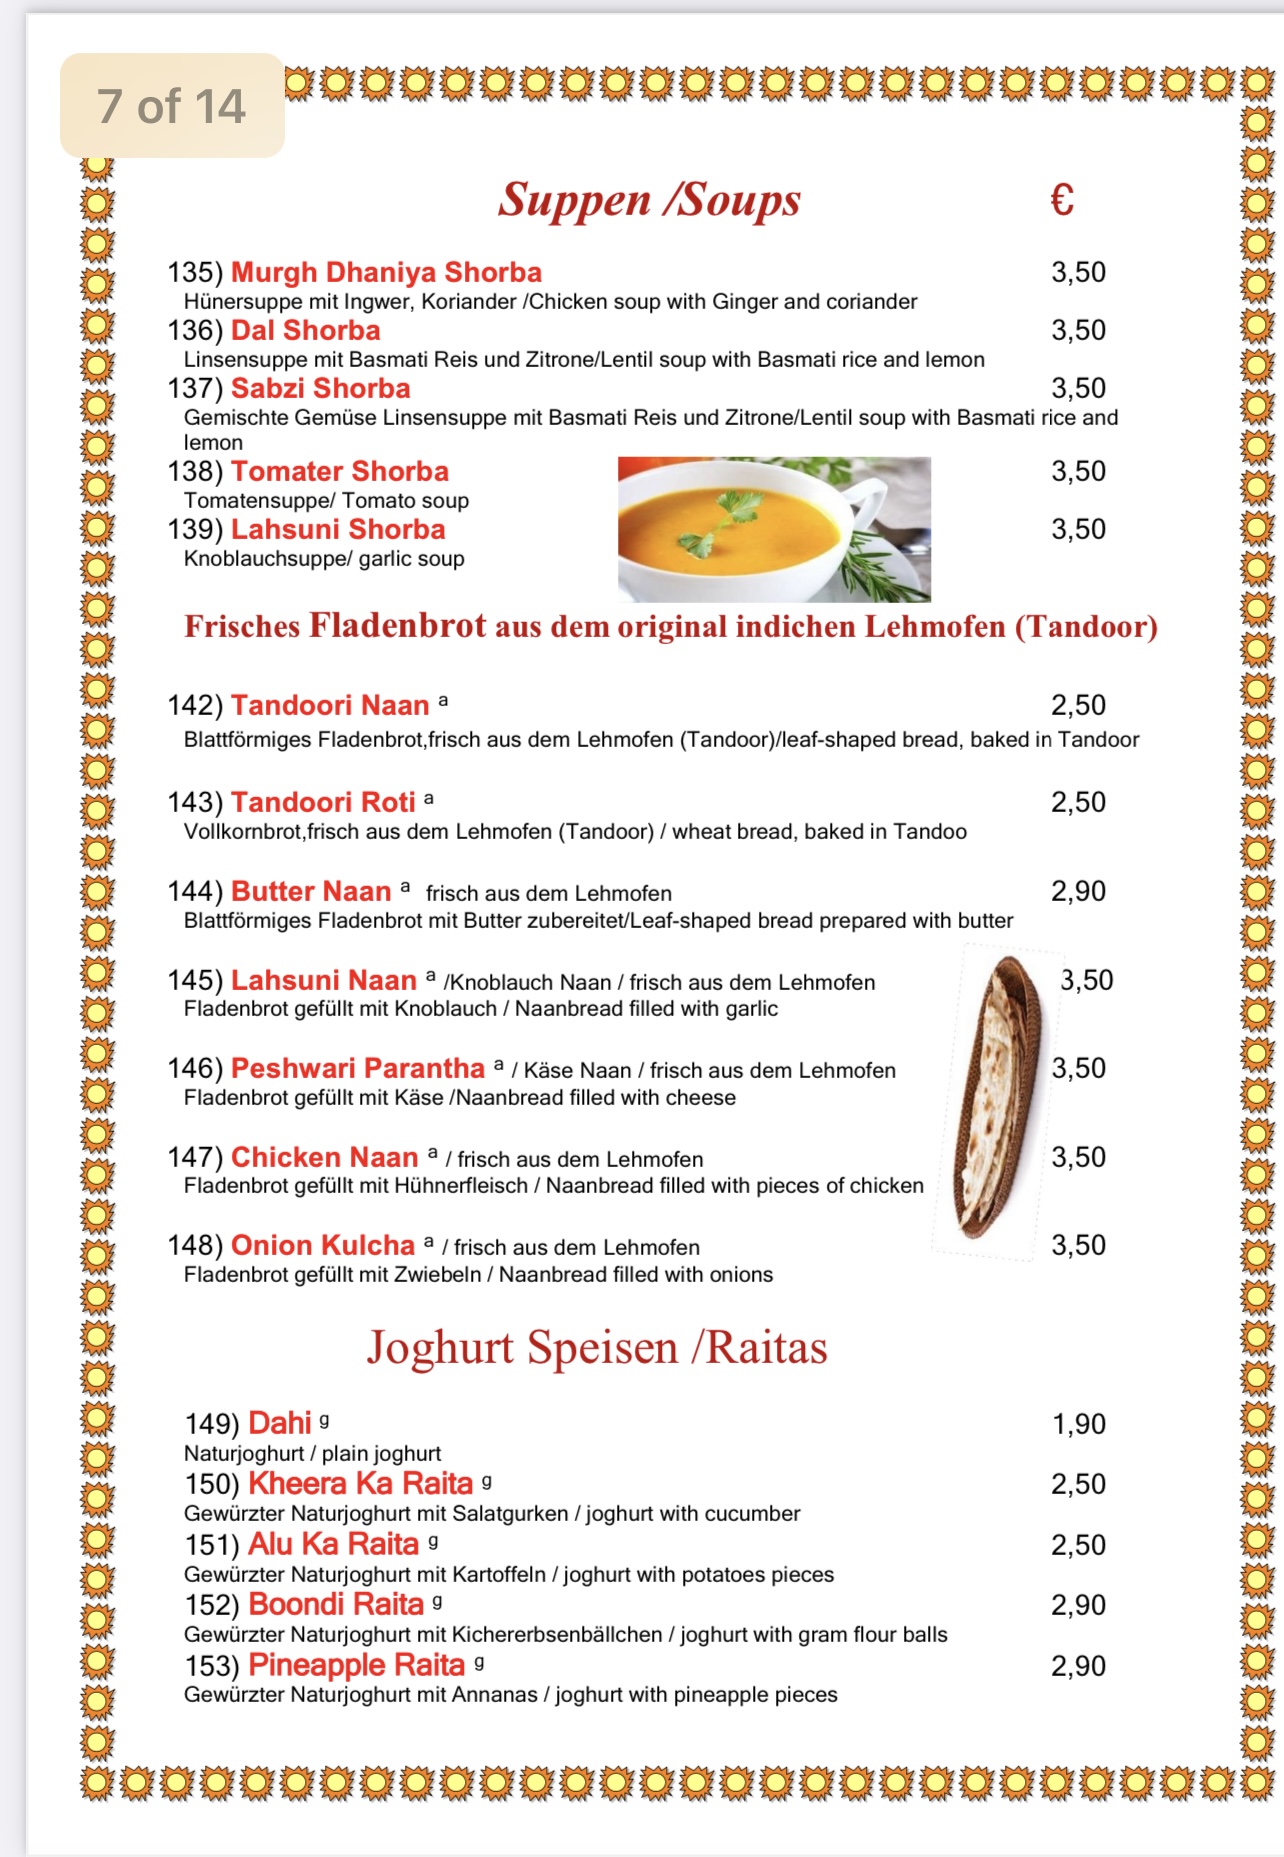 7 of 14
Suppen /Soups €
135) Murgh Dhaniya Shorba 3,50
Hünersuppe mit Ingwer, Koriander /Chicken soup with Ginger and coriander
136) Dal Shorba 3,50
Linsensuppe mit Basmati Reis und Zitrone/Lentil soup with Basmati rice and lemon
137) Sabzi Shorba 3,50
Gemischte Gemüse Linsensuppe mit Basmati Reis und Zitrone/Lentil soup with Basmati rice and
lemon
138) Tomater Shorba 3,50
Tomatensuppe/ Tomato soup
139) Lahsuni Shorba 3,50
Knoblauchsuppe/ garlic soup
Frisches Fladenbrot aus dem original indichen Lehmofen (Tandoor)
142) Tandoori Naan ª 2,50
Blattförmiges Fladenbrot,frisch aus dem Lehmofen (Tandoor)/leaf-shaped bread, baked in Tandoor
143) Tandoori Roti ª 2,50
Vollkornbrot,frisch aus dem Lehmofen (Tandoor) / wheat bread, baked in Tandoo
144) Butter Naan ª frisch aus dem Lehmofen 2,90
Blattförmiges Fladenbrot mit Butter zubereitet/Leaf-shaped bread prepared with butter
145) Lahsuni Naan ª /Knoblauch Naan / frisch aus dem Lehmofen 3,50
Fladenbrot gefüllt mit Knoblauch / Naanbread filled with garlic
146) Peshwari Parantha ª / Käse Naan / frisch aus dem Lehmofen 3,50
Fladenbrot gefüllt mit Käse /Naanbread filled with cheese
147) Chicken Naan ª / frisch aus dem Lehmofen 3,50
Fladenbrot gefüllt mit Hühnerfleisch / Naanbread filled with pieces of chicken
148) Onion Kulcha ª / frisch aus dem Lehmofen 3,50
Fladenbrot gefüllt mit Zwiebeln / Naanbread filled with onions
Joghurt Speisen /Raitas
149) Dahi ᵍ 1,90
Naturjoghurt / plain joghurt
150) Kheera Ka Raita ᵍ 2,50
Gewürzter Naturjoghurt mit Salatgurken / joghurt with cucumber
151) Alu Ka Raita ᵍ 2,50
Gewürzter Naturjoghurt mit Kartoffeln / joghurt with potatoes pieces
152) Boondi Raita ᵍ 2,90
Gewürzter Naturjoghurt mit Kichererbsenbällchen / joghurt with gram flour balls
153) Pineapple Raita ᵍ 2,90
Gewürzter Naturjoghurt mit Annanas / joghurt with pineapple pieces